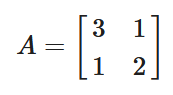 A = [3 1
1 2]